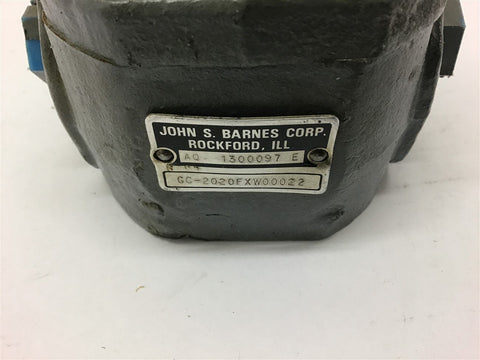 JOHN S. BARNES CORP.
ROCKFORD, ILL
AQ- 1300097 E
GC-2020FXW00022